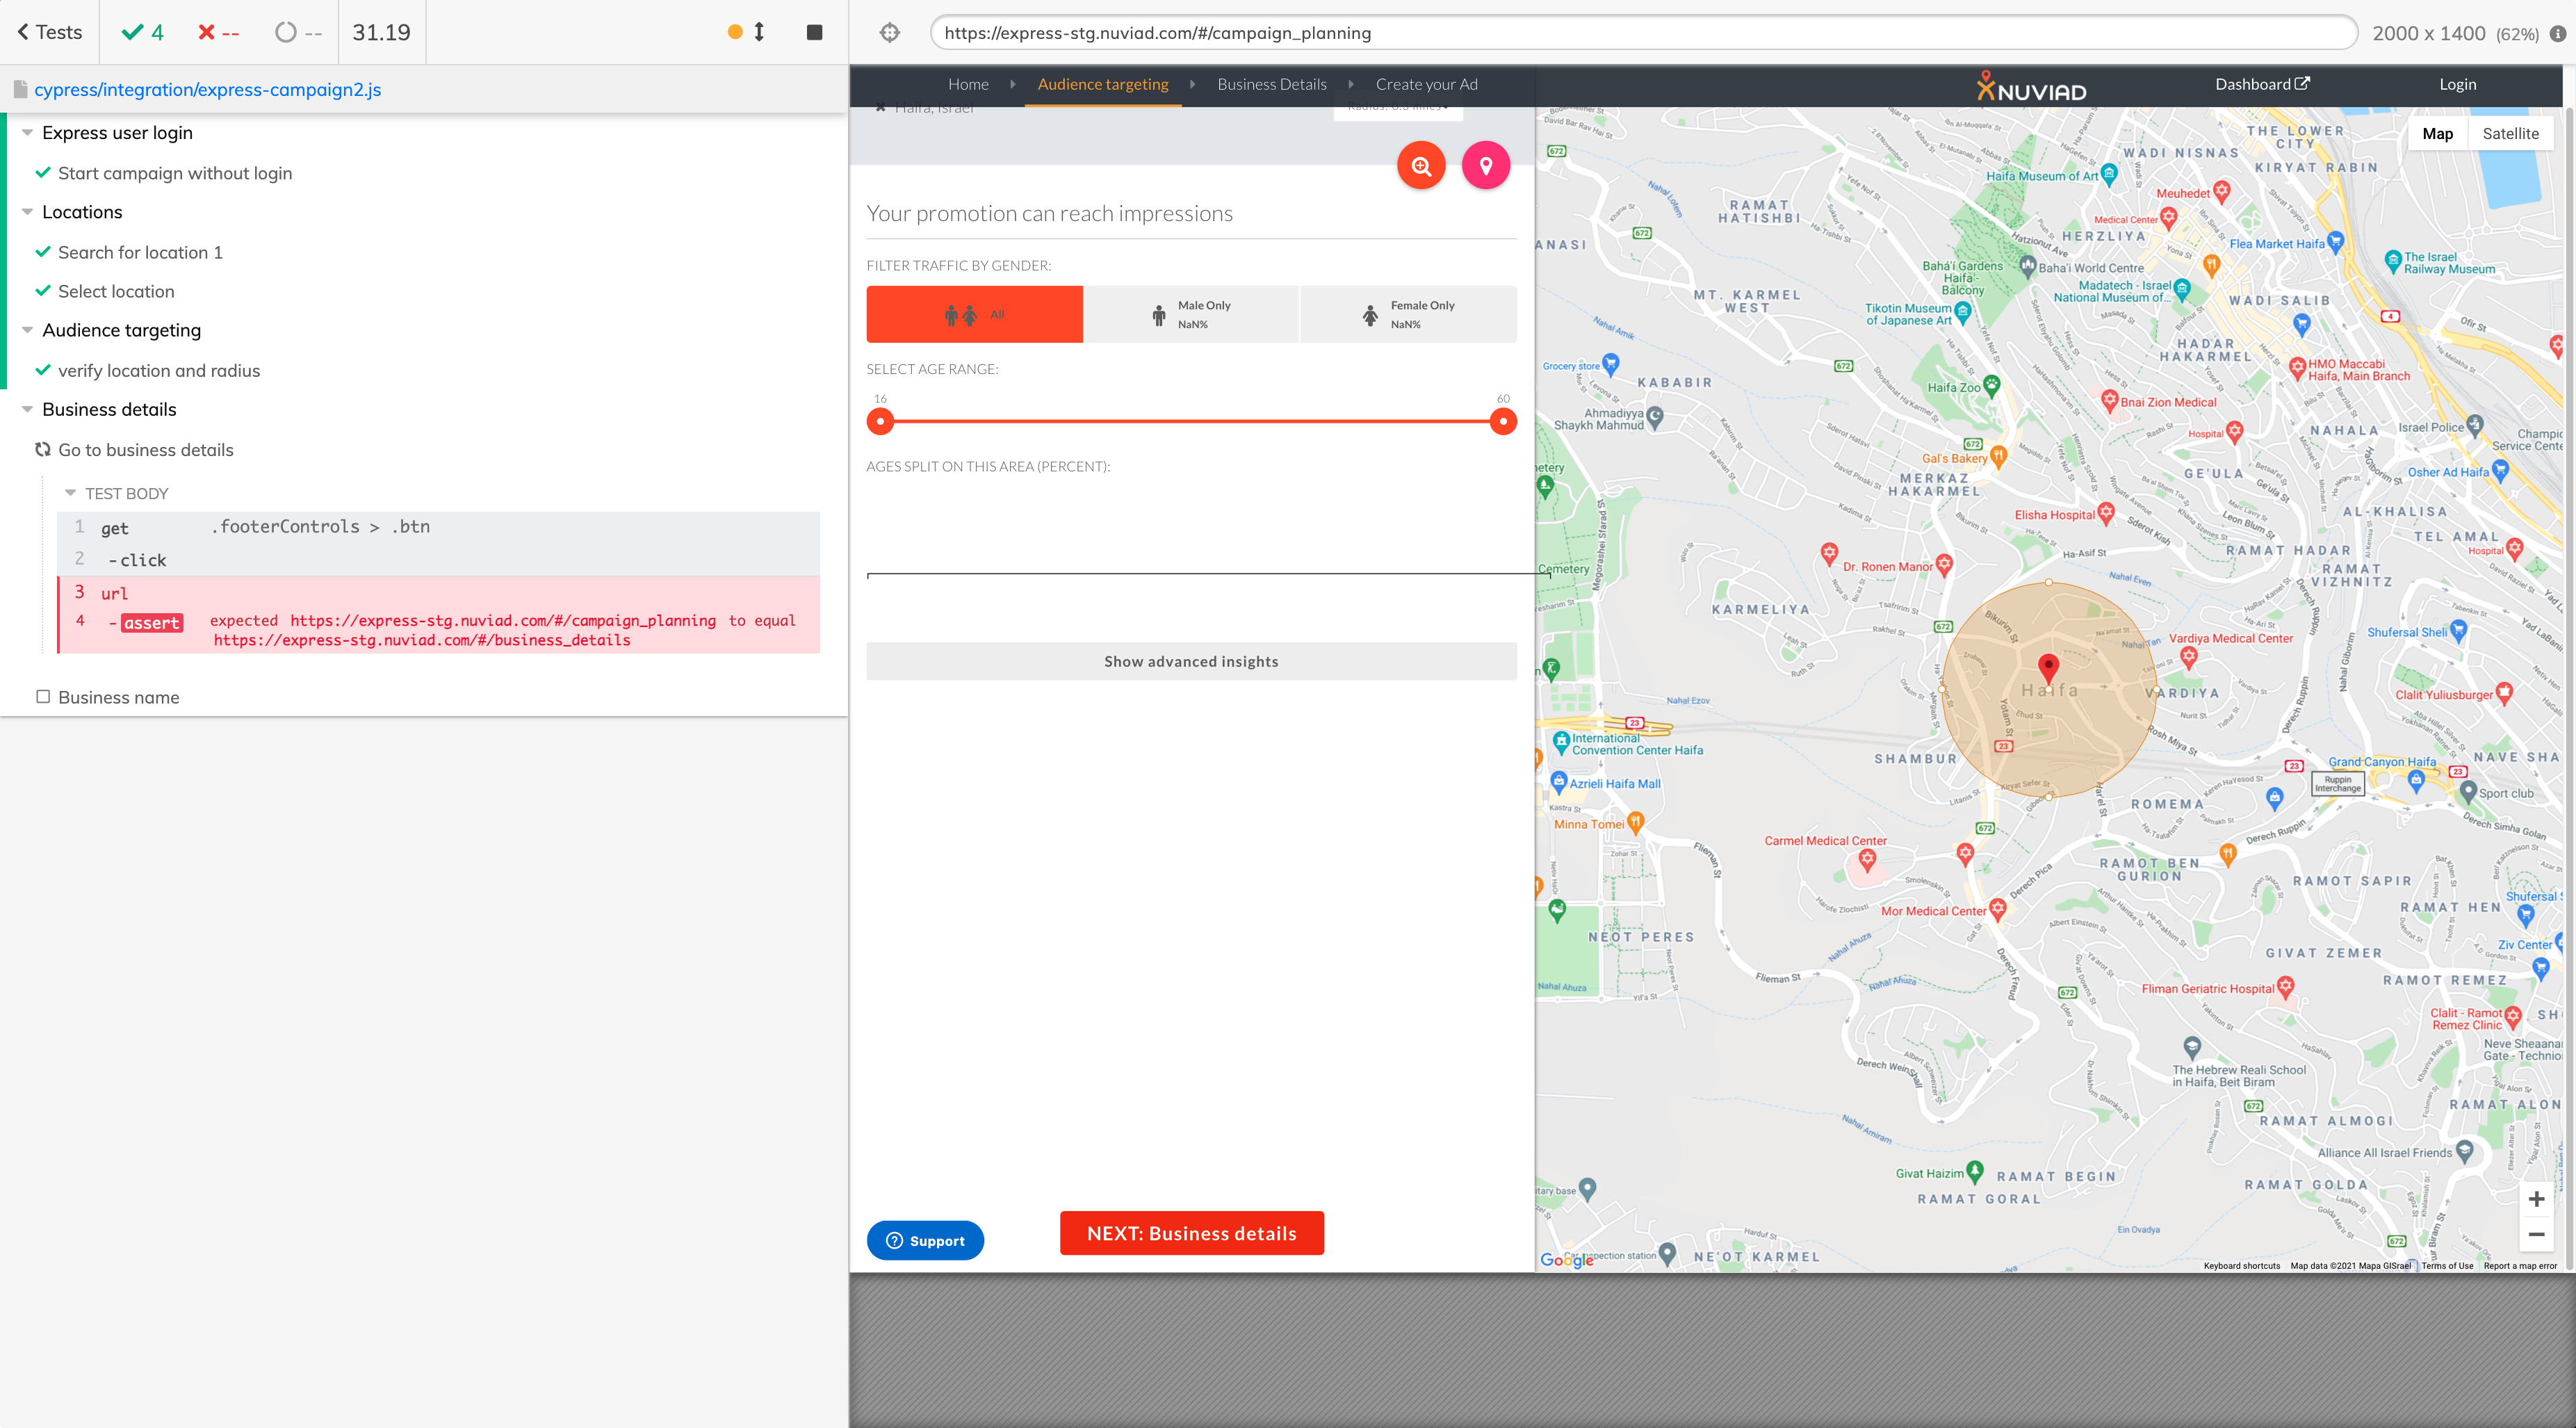 Tests
4
--
--
31.19
https://express-stg.nuviad.com/#/campaign_planning
2000 x 1400 (62%)
cypress/integration/express-campaign2.js
Express user login
Start campaign without login
Locations
Search for location 1
Select location
Audience targeting
verify location and radius
Business details
Go to business details
TEST BODY
1 get .footerControls > .btn
2 -click
3 url
4 -assert expected https://express-stg.nuviad.com/#/campaign_planning to equal
https://express-stg.nuviad.com/#/business_details
Business name
Home
Audience targeting
Business Details
Create your Ad
NUVIAD
Dashboard
Login
Haifa, Israel
Your promotion can reach impressions
FILTER TRAFFIC BY GENDER:
All
Male Only
NaN%
Female Only
NaN%
SELECT AGE RANGE:
16
60
AGES SPLIT ON THIS AREA (PERCENT):
Show advanced insights
Support
NEXT: Business details
Map
Satellite
THE LOWER
CITY
WADI NISNAS
KIRYAT RABIN
Haifa Museum of Art
Meuhedet
Medical Center
RAMAT
HATISHBI
HERZLIYA
Flea Market Haifa
The Israel
Railway Museum
Bahá'í Gardens
Haifa -
Balcony
Baha'i World Centre
Madatech - Israel
National Museum of...
Tikotin Museum
of Japanese Art
WADI SALIB
MT. KARMEL
WEST
HADAR
HAKARMEL
HMO Maccabi
Haifa, Main Branch
Grocery store
KABABIR
Haifa Zoo
Bnai Zion Medical
Ahmadiyya
Shaykh Mahmud
Hospital
NAHALA
Israel Police
Gal's Bakery
GE'ULA
Osher Ad Haifa
MERKAZ
HAKARMEL
Elisha Hospital
AL-KHALISA
TEL AMAL
RAMAT HADAR
Hospital
Dr. Ronen Manor
RAMAT
VIZHNITZ
Cemetery
KARMELIYA
Vardiya Medical Center
Shufersal Sheli
Haifa
VARDIYA
Clalit Yuliusburger
International
Convention Center Haifa
SHAMBUR
Grand Canyon Haifa
NAVE SHA
Azrieli Haifa Mall
Ruppin
Interchange
Sport club
Minna Tomei
ROMEMA
Carmel Medical Center
RAMOT BEN
GURION
RAMOT SAPIR
Mor Medical Center
RAMAT HEN
Shufersal
NEOT PERES
Ziv Center
GIVAT ZEMER
Fliman Geriatric Hospital
RAMOT REMEZ
Clalit - Ramot
Remez Clinic
The Hebrew Reali School
in Haifa, Beit Biram
Neve Sheaanan
Gate - Technion
RAMAT ALON
RAMAT ALMOGI
Alliance All Israel Friends
Givat Haizim
RAMAT BEGIN
RAMAT GOLDA
RAMAT GORAL
Ein Ovadya
NE'OT KARMEL
Google
Keyboard shortcuts
Map data ©2021 Mapa GISrael
Terms of Use
Report a map error